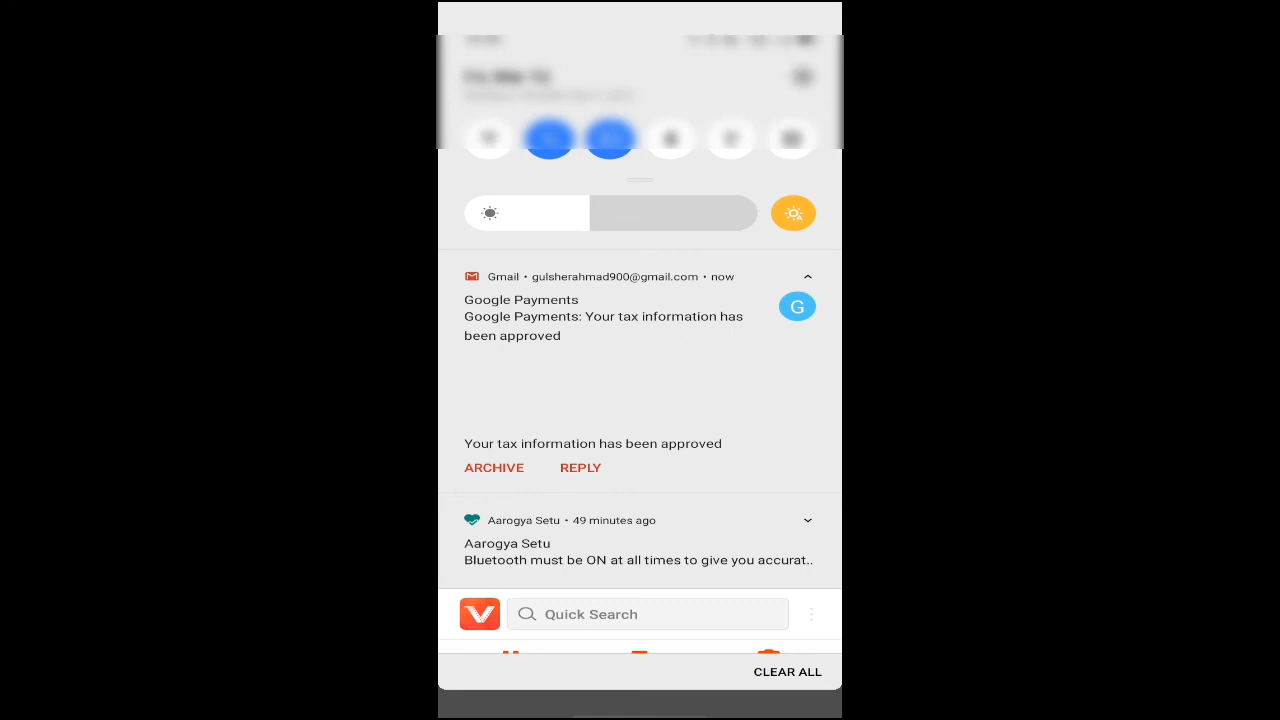 Gmail • gulsherahmad900@gmail.com • now
Google Payments
G
Google Payments: Your tax information has
been approved
Your tax information has been approved
ARCHIVE REPLY
Aarogya Setu • 49 minutes ago
Aarogya Setu
Bluetooth must be ON at all times to give you accurat..
Quick Search
CLEAR ALL